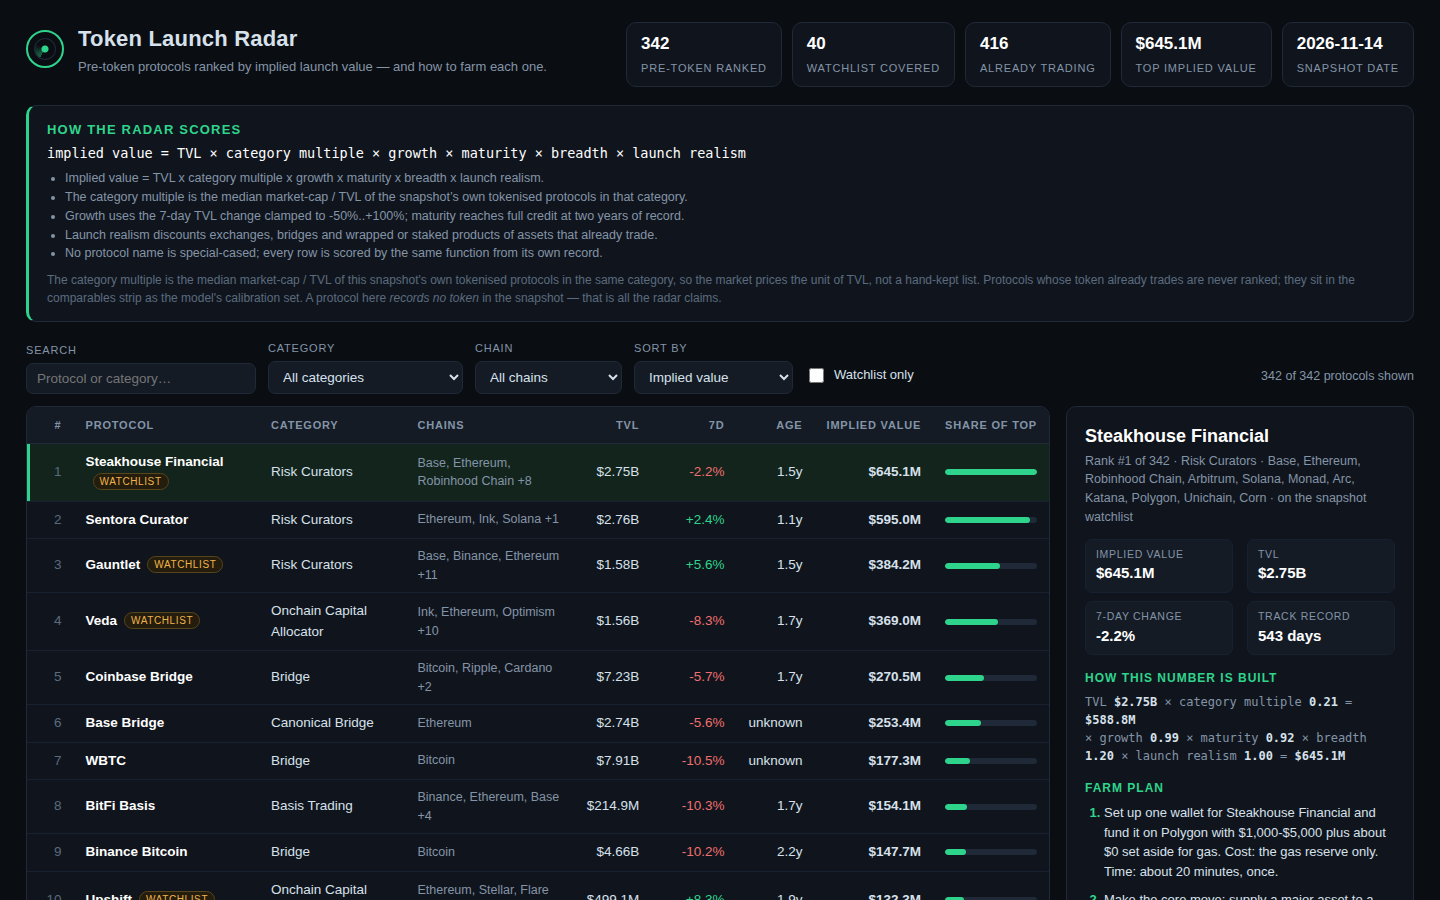 Token Launch Radar
Pre-token protocols ranked by implied launch value — and how to farm each one.
342
PRE-TOKEN RANKED
40
WATCHLIST COVERED
416
ALREADY TRADING
$645.1M
TOP IMPLIED VALUE
2026-11-14
SNAPSHOT DATE
HOW THE RADAR SCORES
implied value = TVL × category multiple × growth × maturity × breadth × launch realism
• Implied value = TVL x category multiple x growth x maturity x breadth x launch realism.
• The category multiple is the median market-cap / TVL of the snapshot's own tokenised protocols in that category.
• Growth uses the 7-day TVL change clamped to -50%..+100%; maturity reaches full credit at two years of record.
• Launch realism discounts exchanges, bridges and wrapped or staked products of assets that already trade.
• No protocol name is special-cased; every row is scored by the same function from its own record.
The category multiple is the median market-cap / TVL of this snapshot's own tokenised protocols in the same category, so the market prices the unit of TVL, not a hand-kept list. Protocols whose token already trades are never ranked; they sit in the
comparables strip as the model's calibration set. A protocol here records no token in the snapshot — that is all the radar claims.
SEARCH
Protocol or category…
CATEGORY
All categories
CHAIN
All chains
SORT BY
Implied value
Watchlist only
342 of 342 protocols shown
# PROTOCOL CATEGORY CHAINS TVL 7D AGE IMPLIED VALUE SHARE OF TOP
1 Steakhouse Financial WATCHLIST Risk Curators Base, Ethereum, Robinhood Chain +8 $2.75B -2.2% 1.5y $645.1M
2 Sentora Curator Risk Curators Ethereum, Ink, Solana +1 $2.76B +2.4% 1.1y $595.0M
3 Gauntlet WATCHLIST Risk Curators Base, Binance, Ethereum +11 $1.58B +5.6% 1.5y $384.2M
4 Veda WATCHLIST Onchain Capital Allocator Ink, Ethereum, Optimism +10 $1.56B -8.3% 1.7y $369.0M
5 Coinbase Bridge Bridge Bitcoin, Ripple, Cardano +2 $7.23B -5.7% 1.7y $270.5M
6 Base Bridge Canonical Bridge Ethereum $2.74B -5.6% unknown $253.4M
7 WBTC Bridge Bitcoin $7.91B -10.5% unknown $177.3M
8 BitFi Basis Basis Trading Binance, Ethereum, Base +4 $214.9M -10.3% 1.7y $154.1M
9 Binance Bitcoin Bridge Bitcoin $4.66B -10.2% 2.2y $147.7M
10 Upshift WATCHLIST Onchain Capital Ethereum, Stellar, Flare $499.1M +8.3% 1.9y $132.3M
Steakhouse Financial
Rank #1 of 342 · Risk Curators · Base, Ethereum,
Robinhood Chain, Arbitrum, Solana, Monad, Arc,
Katana, Polygon, Unichain, Corn · on the snapshot
watchlist
IMPLIED VALUE
$645.1M
TVL
$2.75B
7-DAY CHANGE
-2.2%
TRACK RECORD
543 days
HOW THIS NUMBER IS BUILT
TVL $2.75B × category multiple 0.21 =
$588.8M
× growth 0.99 × maturity 0.92 × breadth
1.20 × launch realism 1.00 = $645.1M
FARM PLAN
1. Set up one wallet for Steakhouse Financial and
fund it on Polygon with $1,000-$5,000 plus about
$0 set aside for gas. Cost: the gas reserve only.
Time: about 20 minutes, once.
2. Make the core move: supply a major asset to a